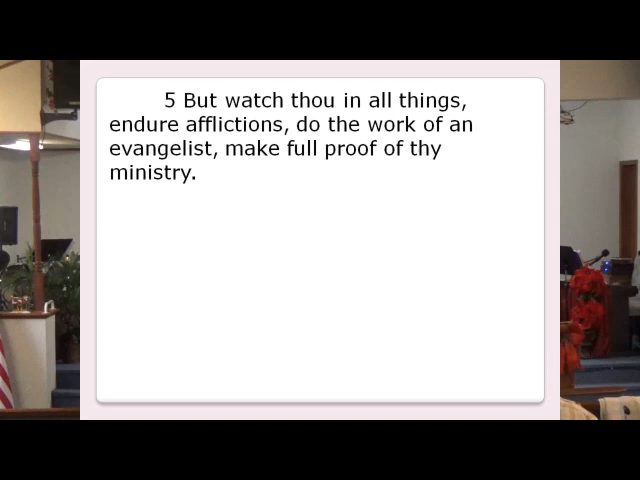 5 But watch thou in all things,
endure afflictions, do the work of an
evangelist, make full proof of thy
ministry.